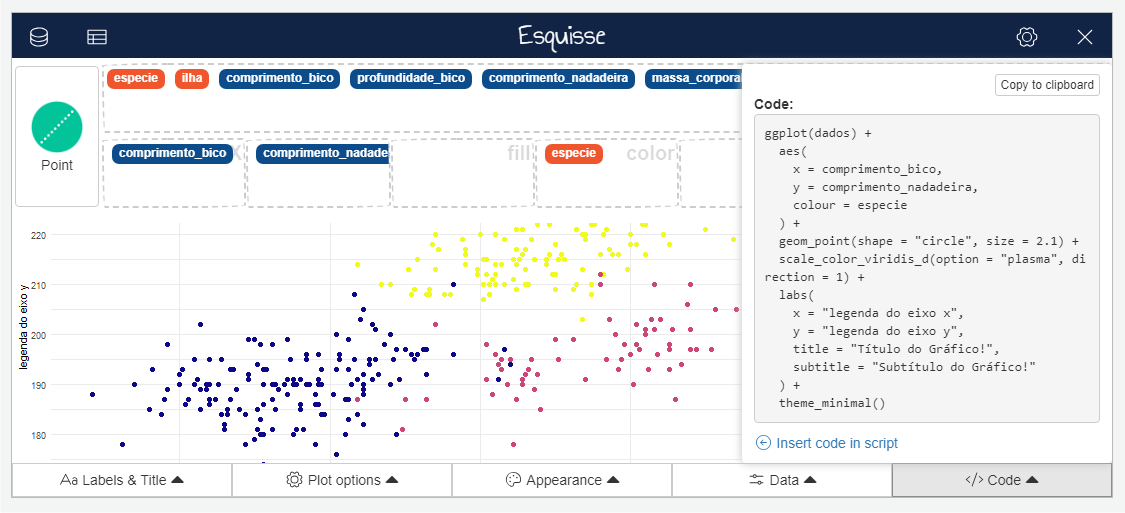 Esquisse
especie ilha comprimento_bico profundidade_bico comprimento_nadadeira massa_corpora
Point
comprimento_bico
comprimento_nadade
fill
especie
color
Copy to clipboard
Code:
ggplot(dados) +
  aes(
    x = comprimento_bico,
    y = comprimento_nadadeira,
    colour = especie
  ) +
  geom_point(shape = "circle", size = 2.1) +
  scale_color_viridis_d(option = "plasma", di
rection = 1) +
  labs(
    x = "legenda do eixo x",
    y = "legenda do eixo y",
    title = "Título do Gráfico!",
    subtitle = "Subtítulo do Gráfico!"
  ) +
  theme_minimal()
Insert code in script
legenda do eixo y
220
210
200
190
180
Aa Labels & Title
Plot options
Appearance
Data
</> Code